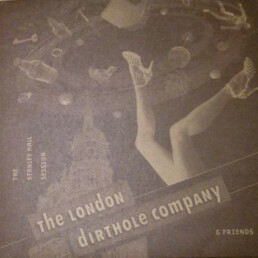 THE
STANLEY HALL
SESSION
The LONDON
DIRTHOLE COMPANY
& FRIENDS